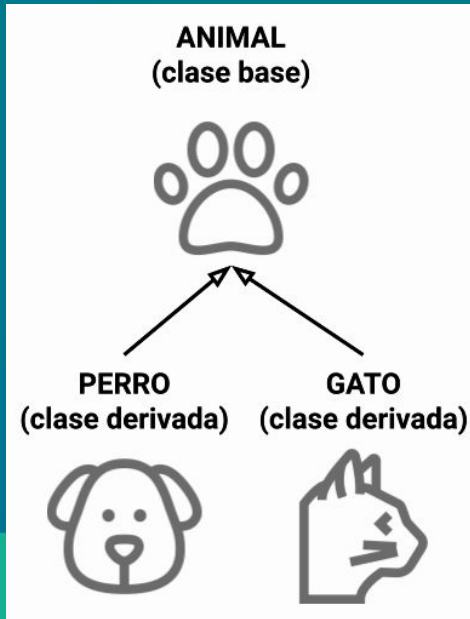 ANIMAL
(clase base)
PERRO
(clase derivada)
GATO
(clase derivada)